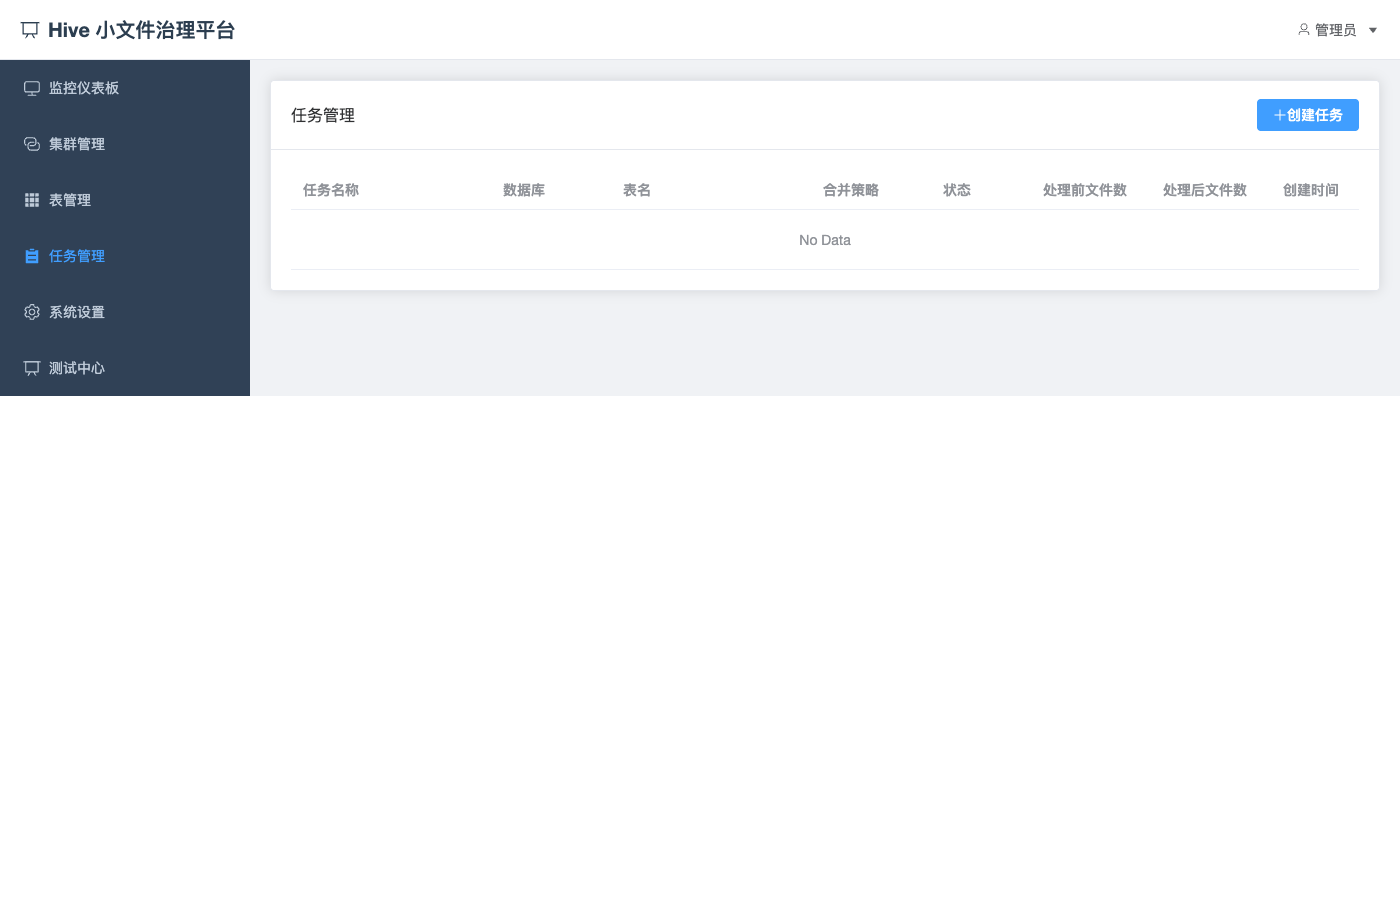 Hive 小文件治理平台
管理员
监控仪表板
集群管理
表管理
任务管理
系统设置
测试中心
任务管理
创建任务
任务名称 数据库 表名 合并策略 状态 处理前文件数 处理后文件数 创建时间
No Data